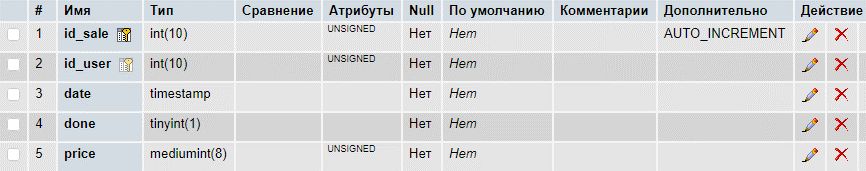 # Имя Тип Сравнение Атрибуты Null По умолчанию Комментарии Дополнительно Действие
1 id_sale int(10) UNSIGNED Нет Нет AUTO_INCREMENT
2 id_user int(10) UNSIGNED Нет Нет
3 date timestamp Нет Нет
4 done tinyint(1) Нет Нет
5 price mediumint(8) UNSIGNED Нет Нет